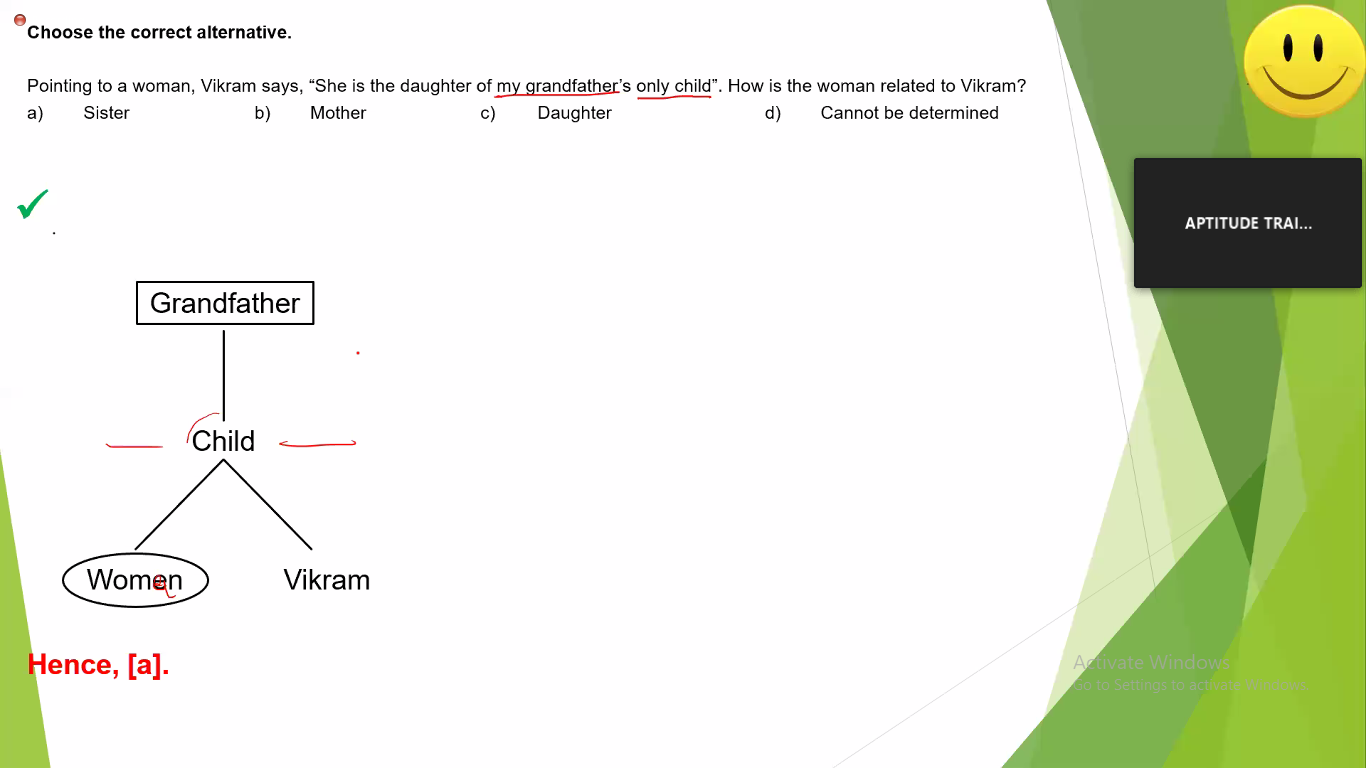 Choose the correct alternative.
Pointing to a woman, Vikram says, “She is the daughter of my grandfather’s only child”. How is the woman related to Vikram?
a) Sister b) Mother c) Daughter d) Cannot be determined
APTITUDE TRAI...
Grandfather
Child
Women Vikram
Hence, [a].
Activate Windows
Go to Settings to activate Windows.